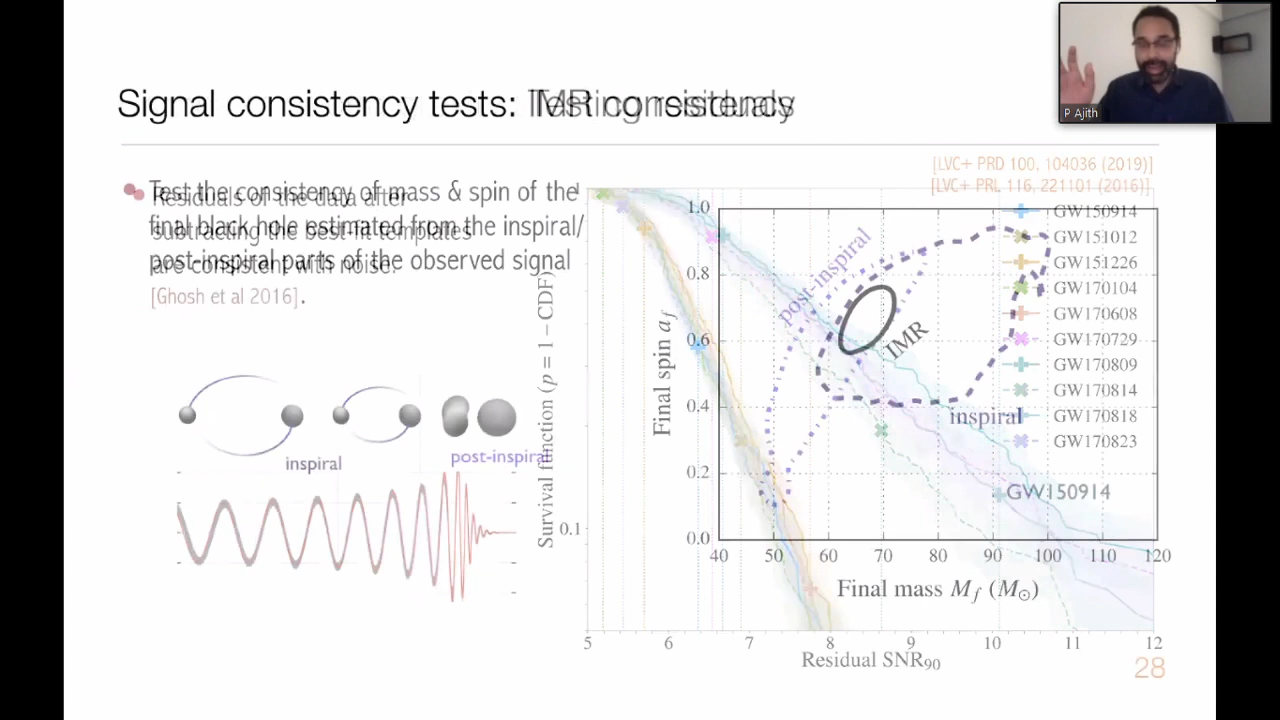 P Ajith
Signal consistency tests: IMR consistency
Testing residuals
[LVC+ PRD 100, 104036 (2019)]
[LVC+ PRL 116, 221101 (2016)]
Test the consistency of mass & spin of the
final black hole estimated from the inspiral/
post-inspiral parts of the observed signal
[Ghosh et al 2016].
Residuals of the data after
subtracting the best-fit templates
are consistent with noise.
inspiral
post-inspiral
Survival function (p = 1 − CDF)
0.1
5 6 7 8 9 10 11 12
Residual SNR90
Final spin af
1.0
0.8
0.6
0.4
0.2
0.0
40 50 60 70 80 90 100 110 120
Final mass Mf (M⊙)
post-inspiral
IMR
inspiral
GW150914
GW150914
GW151012
GW151226
GW170104
GW170608
GW170729
GW170809
GW170814
GW170818
GW170823
28